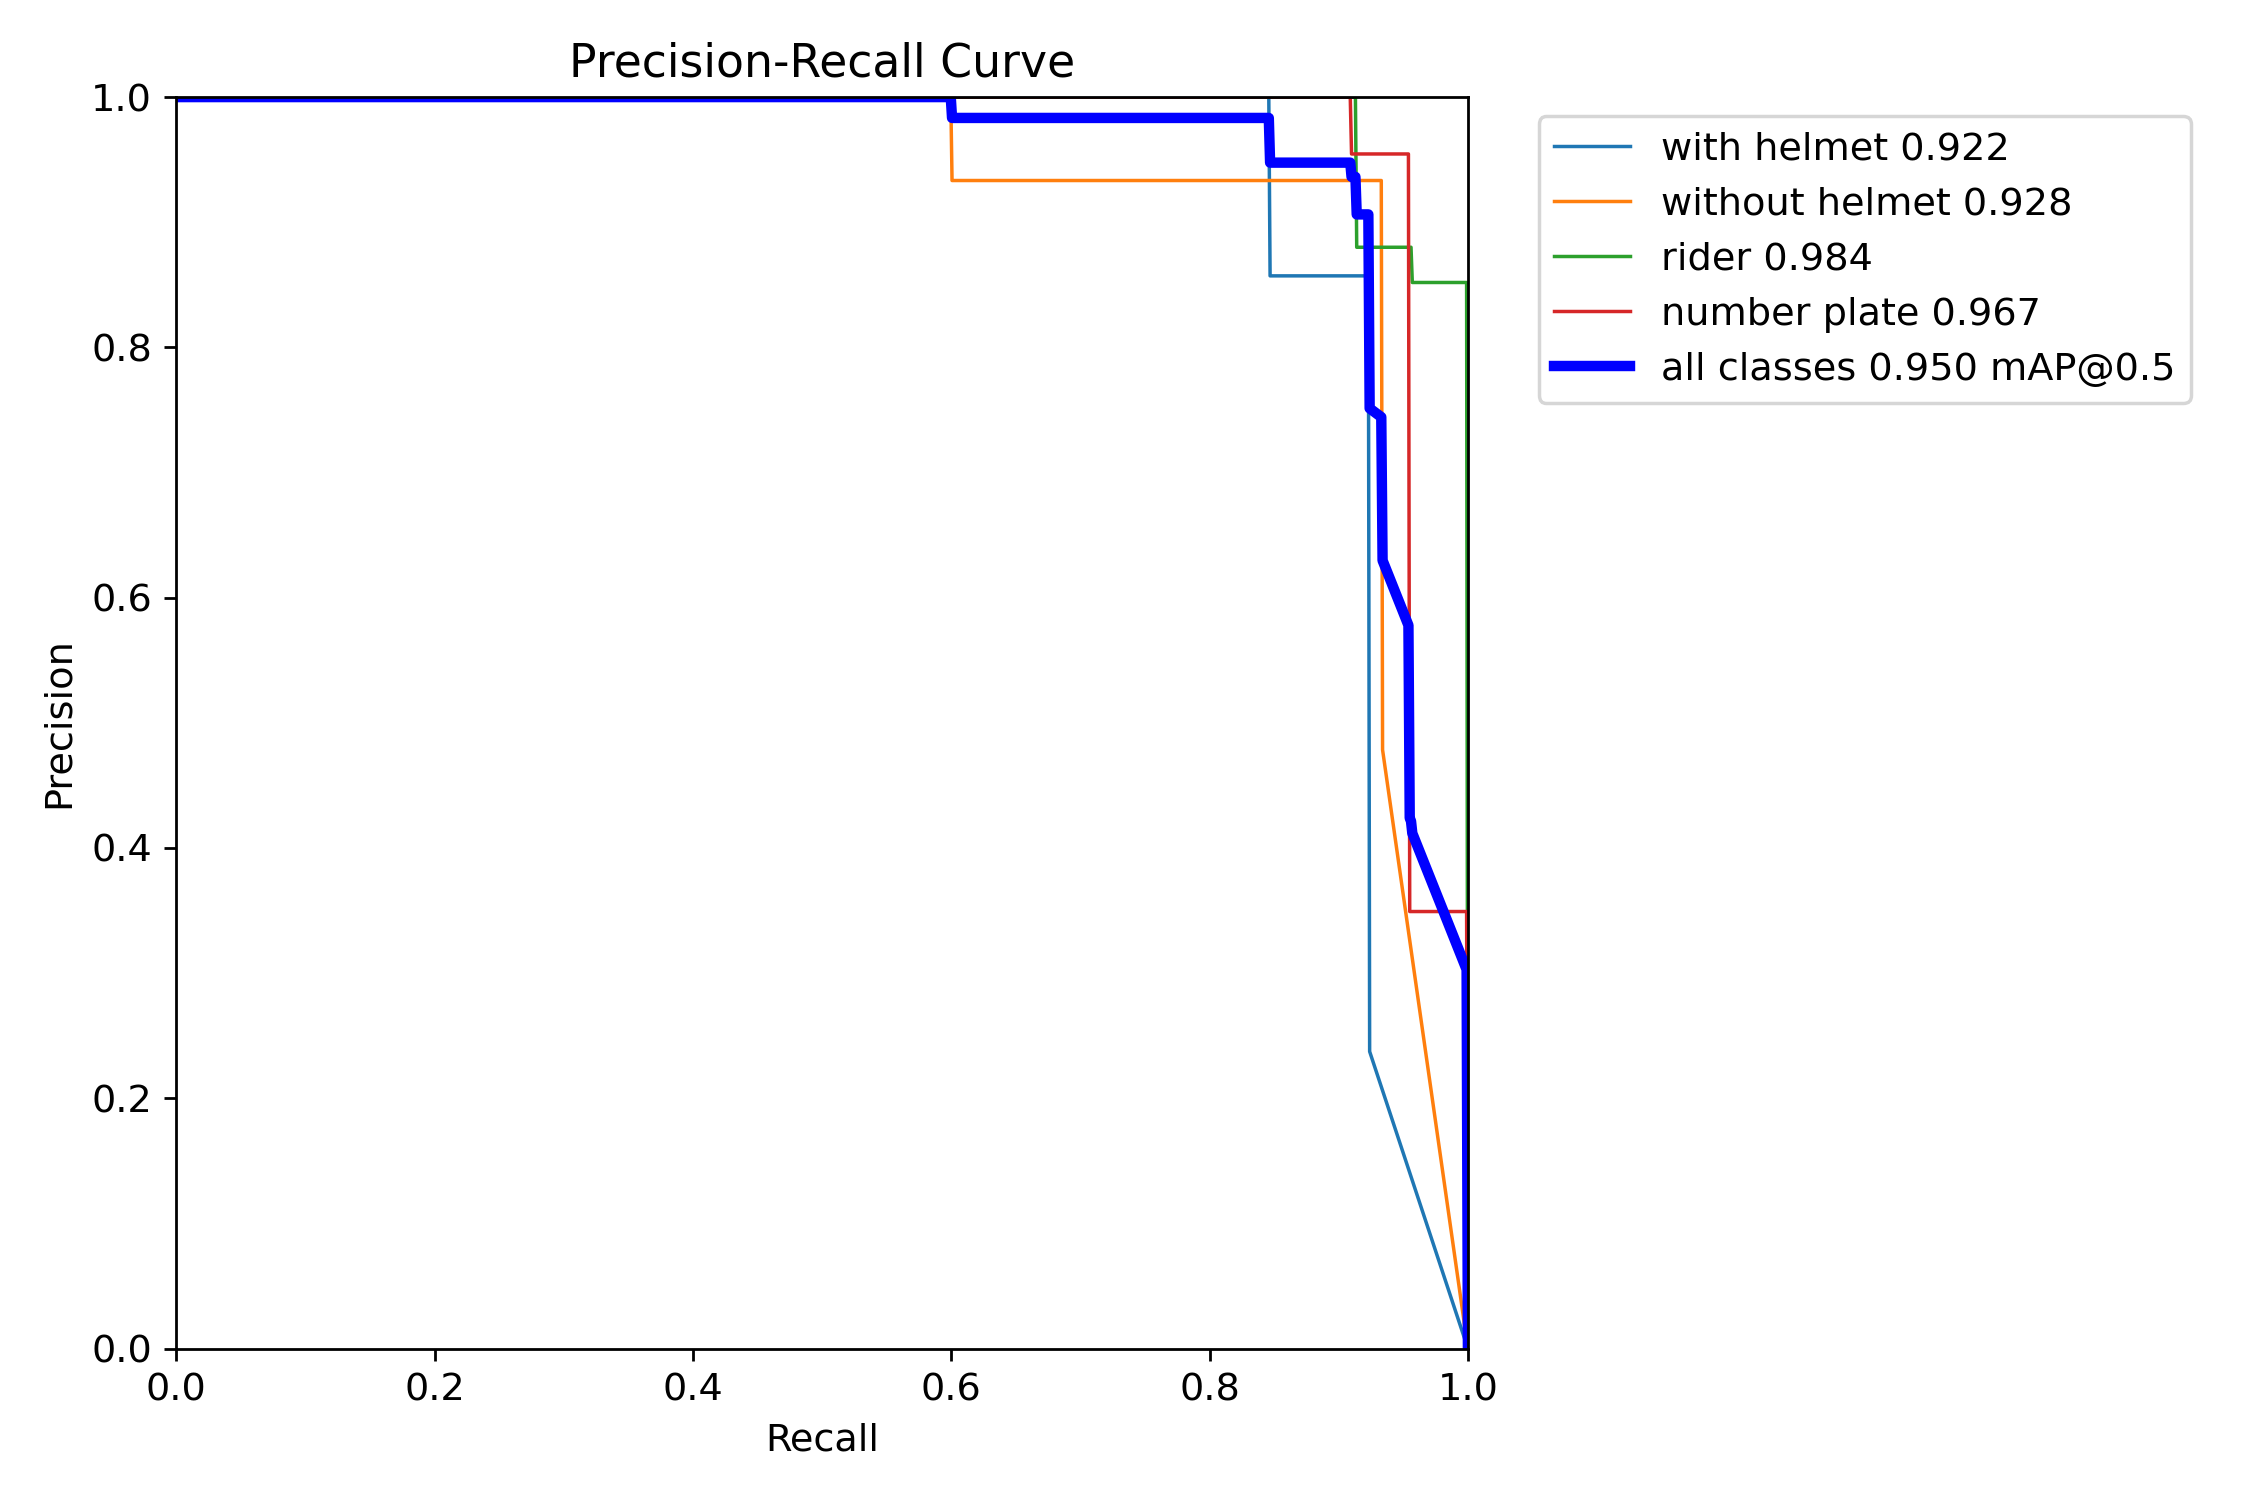 Precision-Recall Curve
1.0
0.8
0.6
0.4
0.2
0.0
Precision
0.0 0.2 0.4 0.6 0.8 1.0
Recall
with helmet 0.922
without helmet 0.928
rider 0.984
number plate 0.967
all classes 0.950 mAP@0.5